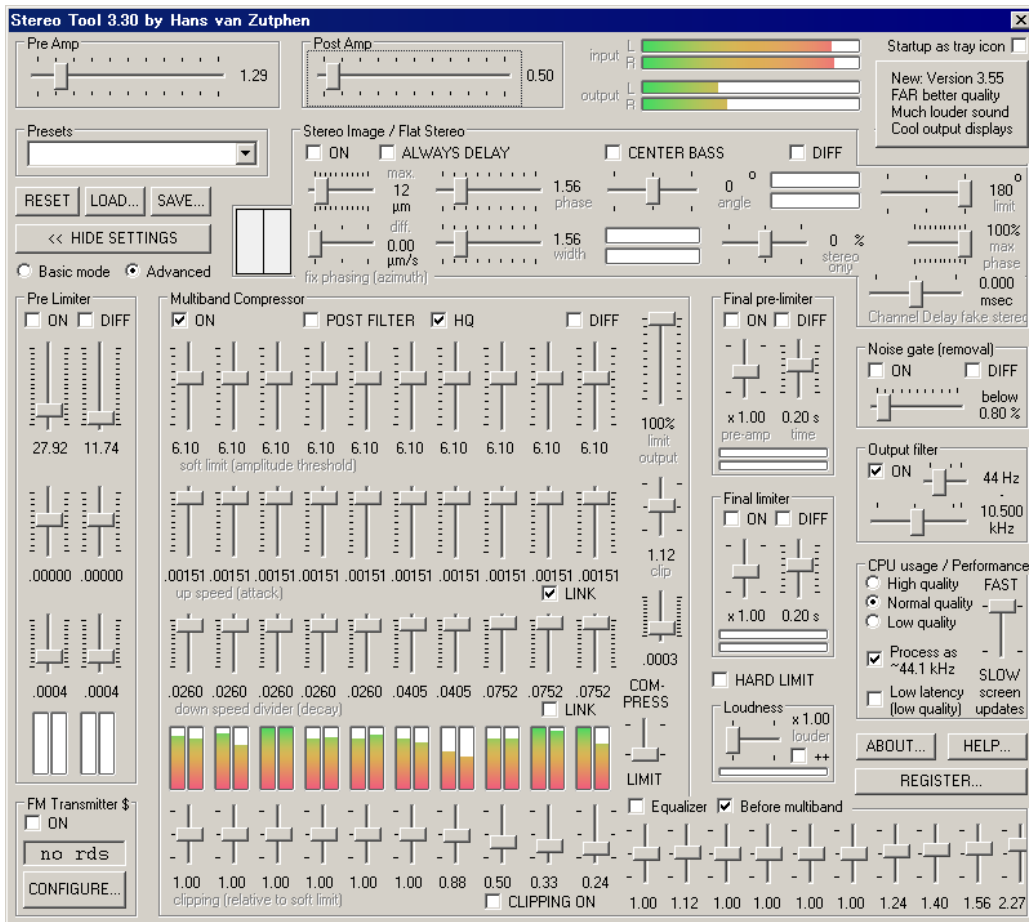 Stereo Tool 3.30 by Hans van Zutphen
Pre Amp
1.29
Post Amp
0.50
input L
R
output L
R
Startup as tray icon
New: Version 3.55
FAR better quality
Much louder sound
Cool output displays
Presets
RESET LOAD... SAVE...
<< HIDE SETTINGS
Basic mode Advanced
Stereo Image / Flat Stereo
ON ALWAYS DELAY CENTER BASS DIFF
max.
12
µm
1.56
phase
0 o
angle
180 o
limit
diff.
0.00
µm/s
1.56
width
0 %
stereo
only
100%
max
phase
fix phasing (azimuth)
0.000
msec
Channel Delay fake stereo
Pre Limiter
ON DIFF
27.92 11.74
.00000 .00000
.0004 .0004
Multiband Compressor
ON POST FILTER HQ DIFF
6.10 6.10 6.10 6.10 6.10 6.10 6.10 6.10 6.10
soft limit (amplitude threshold)
100%
limit
output
.00151 .00151 .00151 .00151 .00151 .00151 .00151 .00151 .00151
up speed (attack)
LINK
1.12
clip
.0260 .0260 .0260 .0260 .0405 .0405 .0752 .0752 .0752
down speed divider (decay)
LINK
.0003
COM-
PRESS
LIMIT
1.00 1.00 1.00 1.00 1.00 0.88 0.50 0.33 0.24
clipping (relative to soft limit)
CLIPPING ON
Final pre-limiter
ON DIFF
x 1.00 0.20 s
pre-amp time
Final limiter
ON DIFF
x 1.00 0.20 s
HARD LIMIT
Loudness
x 1.00
louder
++
Noise gate (removal)
ON DIFF
below
0.80 %
Output filter
ON 44 Hz
-
10.500
kHz
CPU usage / Performance
High quality
Normal quality
Low quality
Process as
~44.1 kHz
Low latency
(low quality)
FAST
SLOW
screen
updates
ABOUT... HELP...
REGISTER...
FM Transmitter $
ON
no rds
CONFIGURE...
Equalizer Before multiband
1.00 1.12 1.00 1.00 1.00 1.00 1.24 1.40 1.56 2.27